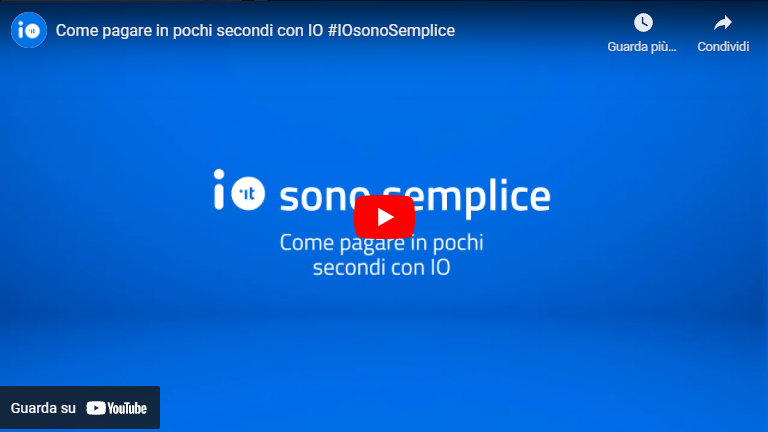 Come pagare in pochi secondi con IO #IOsonoSemplice
Guarda più...
Condividi
io .it sono semplice
Come pagare in pochi
secondi con IO
Guarda su YouTube